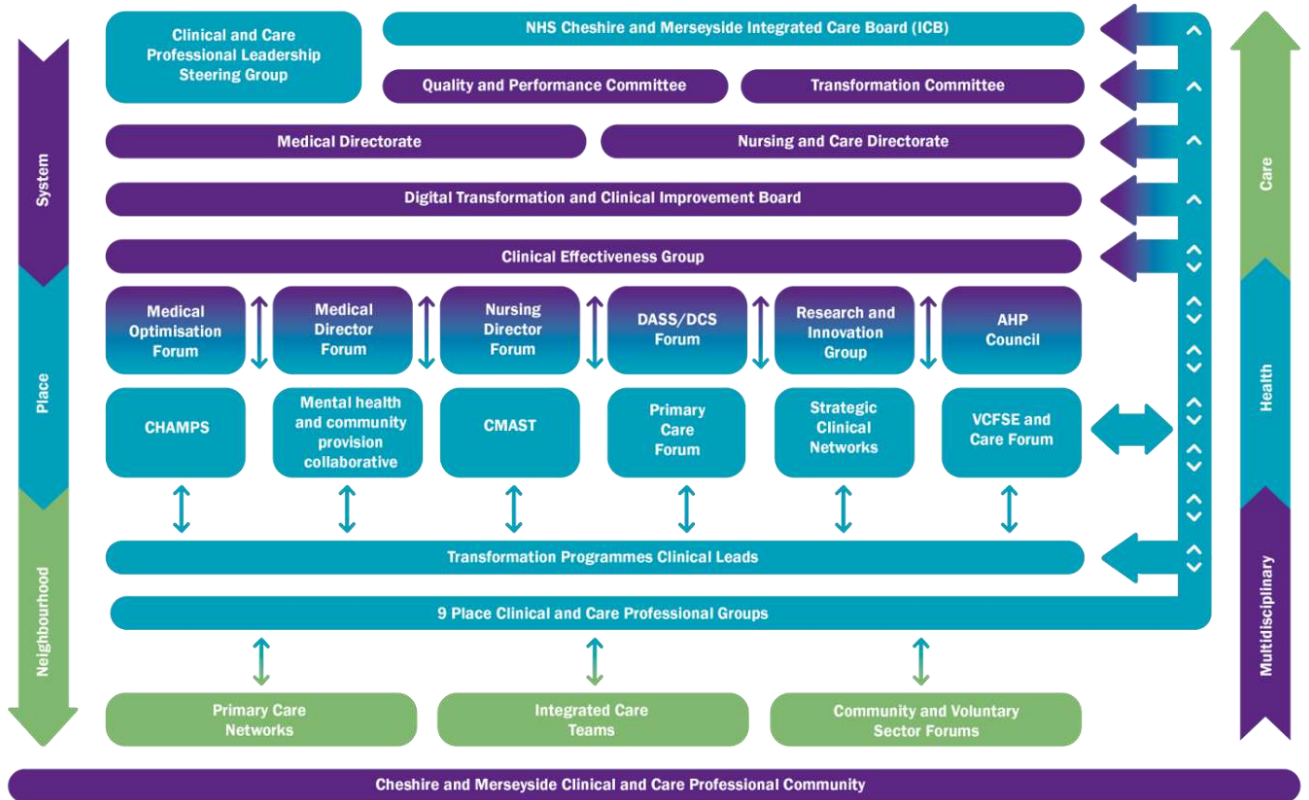 Clinical and Care
Professional Leadership
Steering Group
NHS Cheshire and Merseyside Integrated Care Board (ICB)
Quality and Performance Committee
Transformation Committee
Medical Directorate
Nursing and Care Directorate
Digital Transformation and Clinical Improvement Board
Clinical Effectiveness Group
Medical
Optimisation
Forum
Medical
Director
Forum
Nursing
Director
Forum
DASS/DCS
Forum
Research and
Innovation
Group
AHP
Council
CHAMPS
Mental health
and community
provision
collaborative
CMAST
Primary
Care
Forum
Strategic
Clinical
Networks
VCFSE and
Care Forum
Transformation Programmes Clinical Leads
9 Place Clinical and Care Professional Groups
Primary Care
Networks
Integrated Care
Teams
Community and Voluntary
Sector Forums
Cheshire and Merseyside Clinical and Care Professional Community
System
Place
Neighbourhood
Care
Health
Multidisciplinary